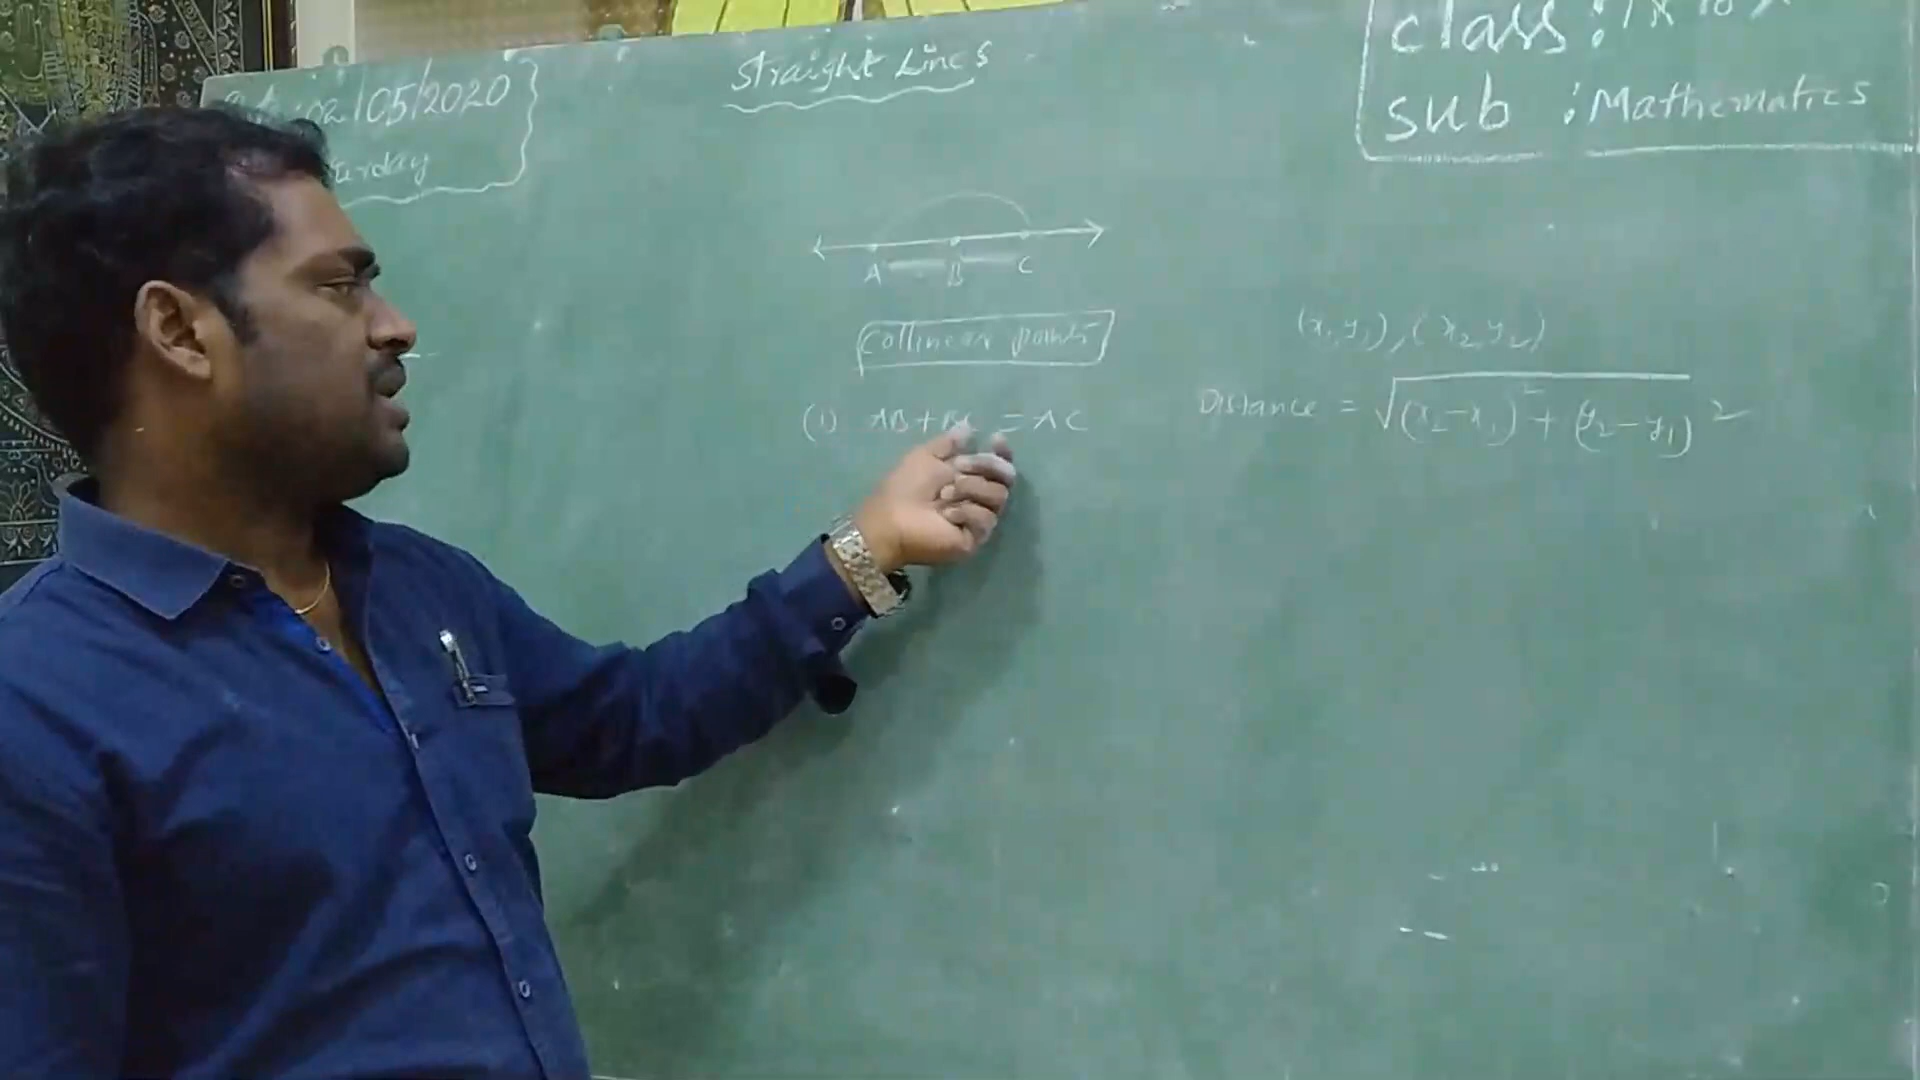 : 02/05/2020
Straight Lines
class :
sub : Mathematics
A B C
Collinear points
(x₁ y₁), (x₂ y₂)
(1) AB + BC = AC
Distance = √(x₂-x₁)² + (y₂-y₁)²